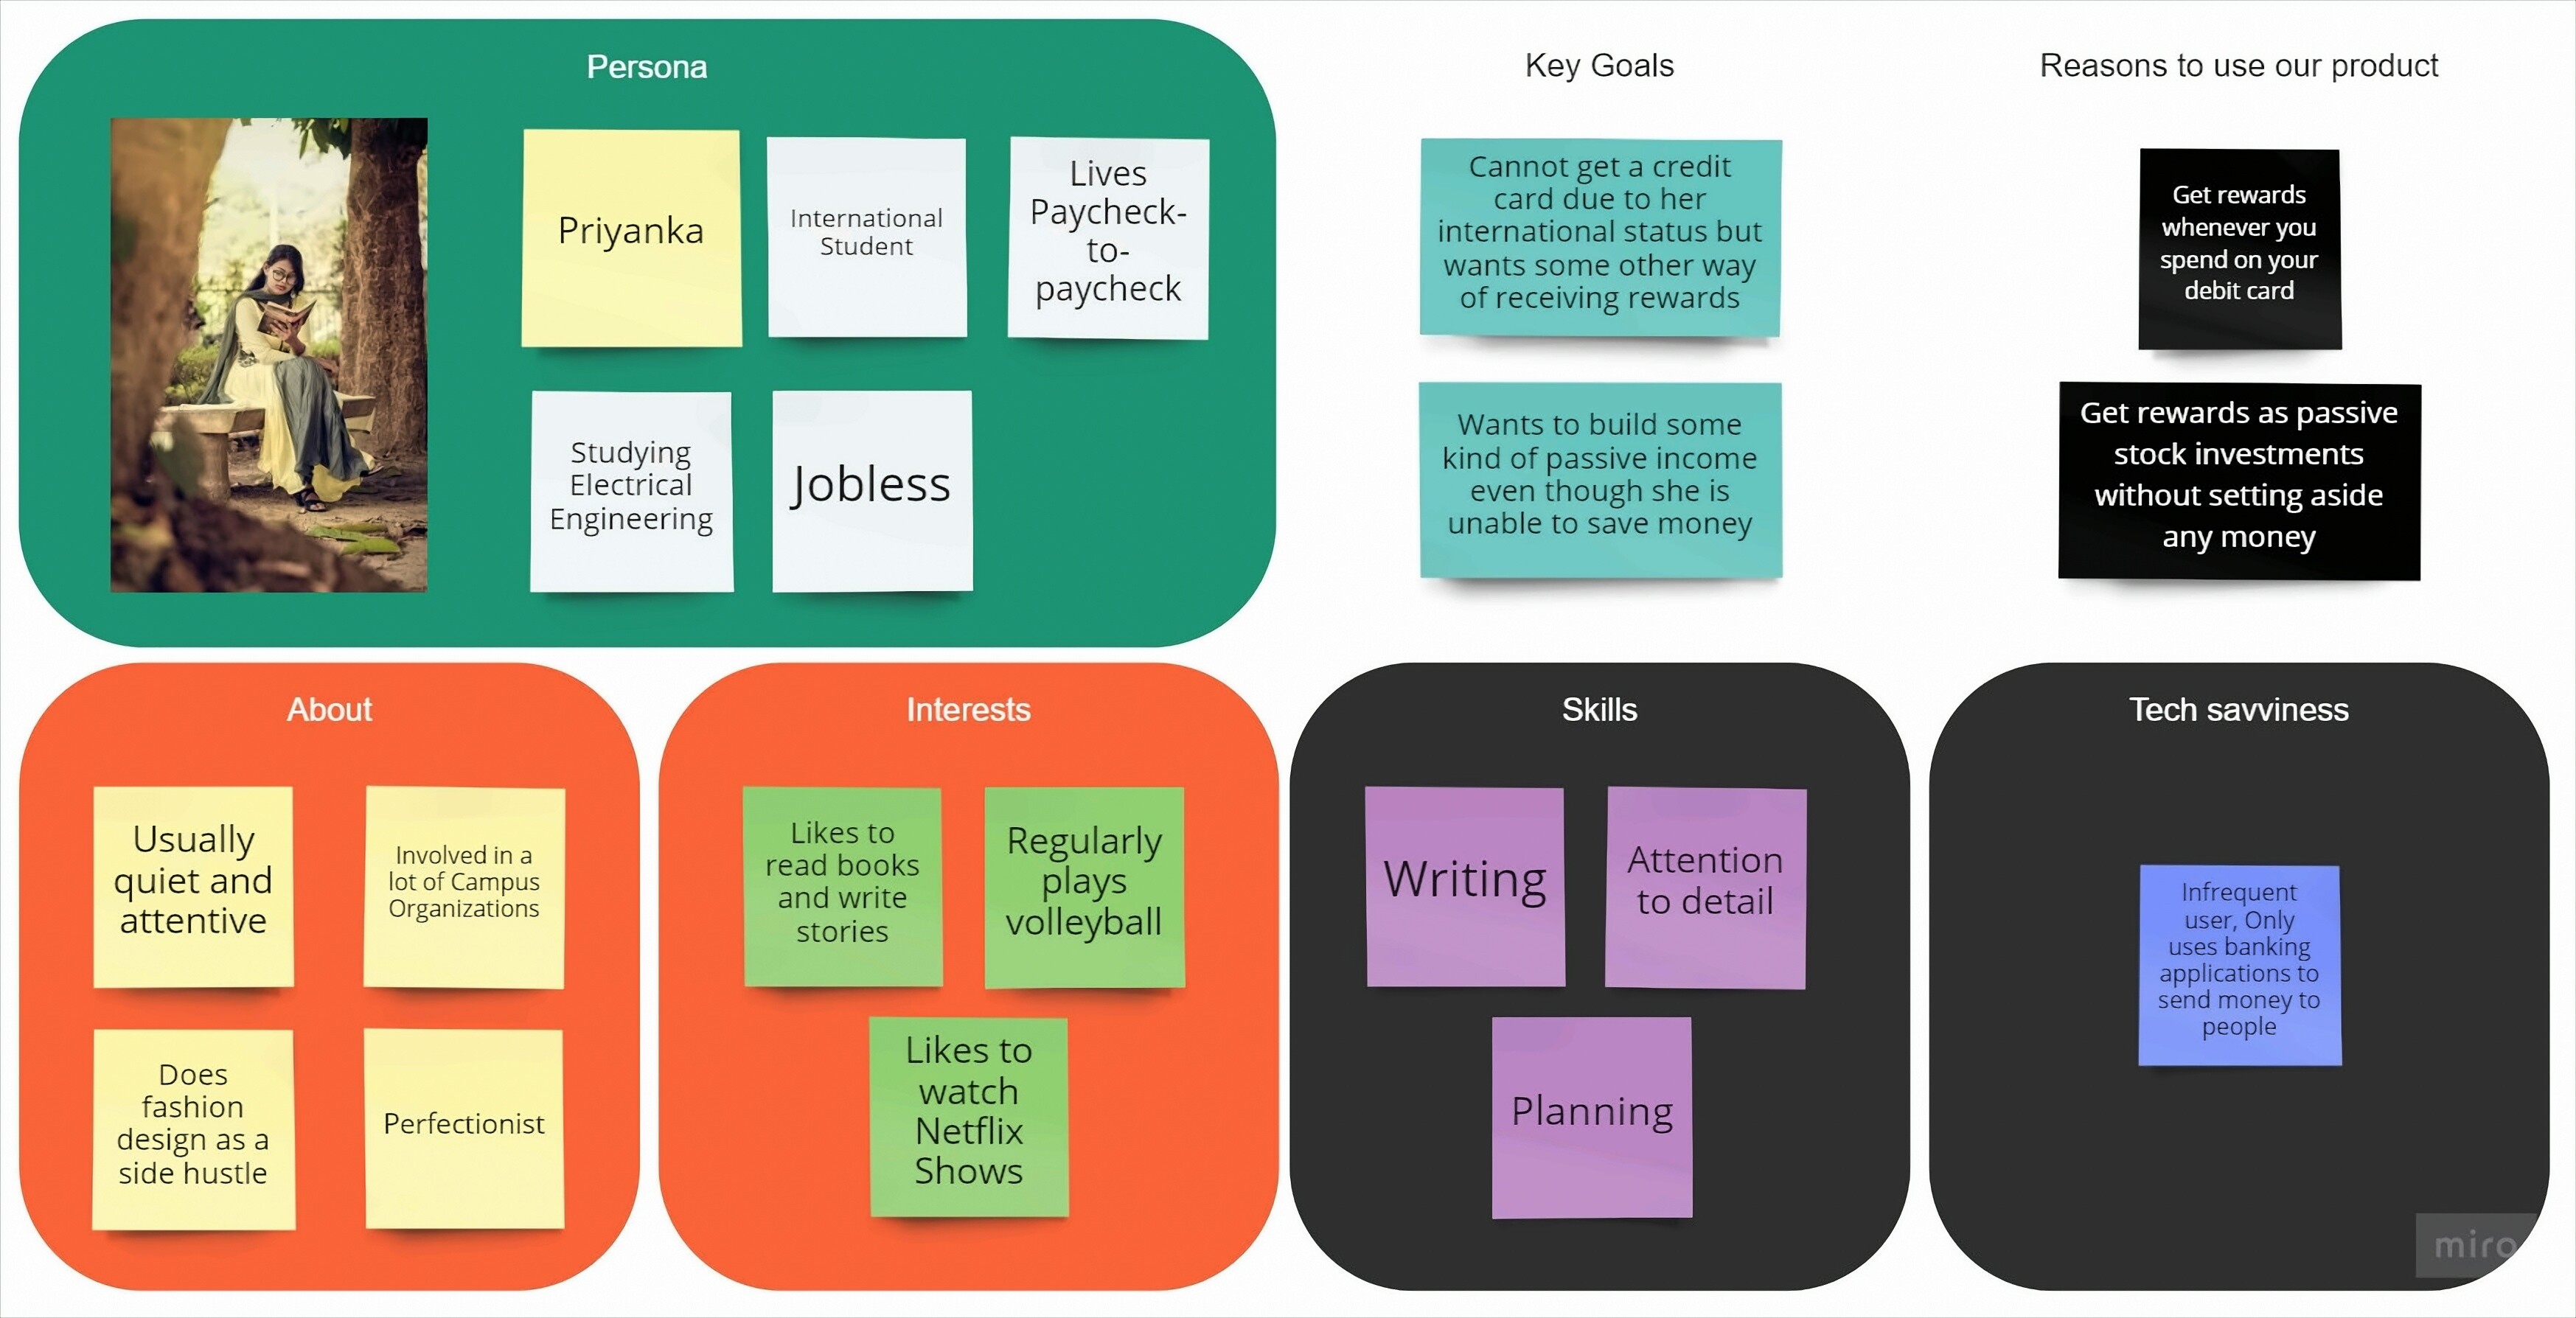 Persona
Priyanka
International
Student
Lives
Paycheck-
to-
paycheck
Studying
Electrical
Engineering
Jobless
Key Goals
Cannot get a credit
card due to her
international status but
wants some other way
of receiving rewards
Wants to build some
kind of passive income
even though she is
unable to save money
Reasons to use our product
Get rewards
whenever you
spend on your
debit card
Get rewards as passive
stock investments
without setting aside
any money
About
Usually
quiet and
attentive
Involved in a
lot of Campus
Organizations
Does
fashion
design as a
side hustle
Perfectionist
Interests
Likes to
read books
and write
stories
Regularly
plays
volleyball
Likes to
watch
Netflix
Shows
Skills
Writing
Attention
to detail
Planning
Tech savviness
Infrequent
user, Only
uses banking
applications to
send money to
people
miro